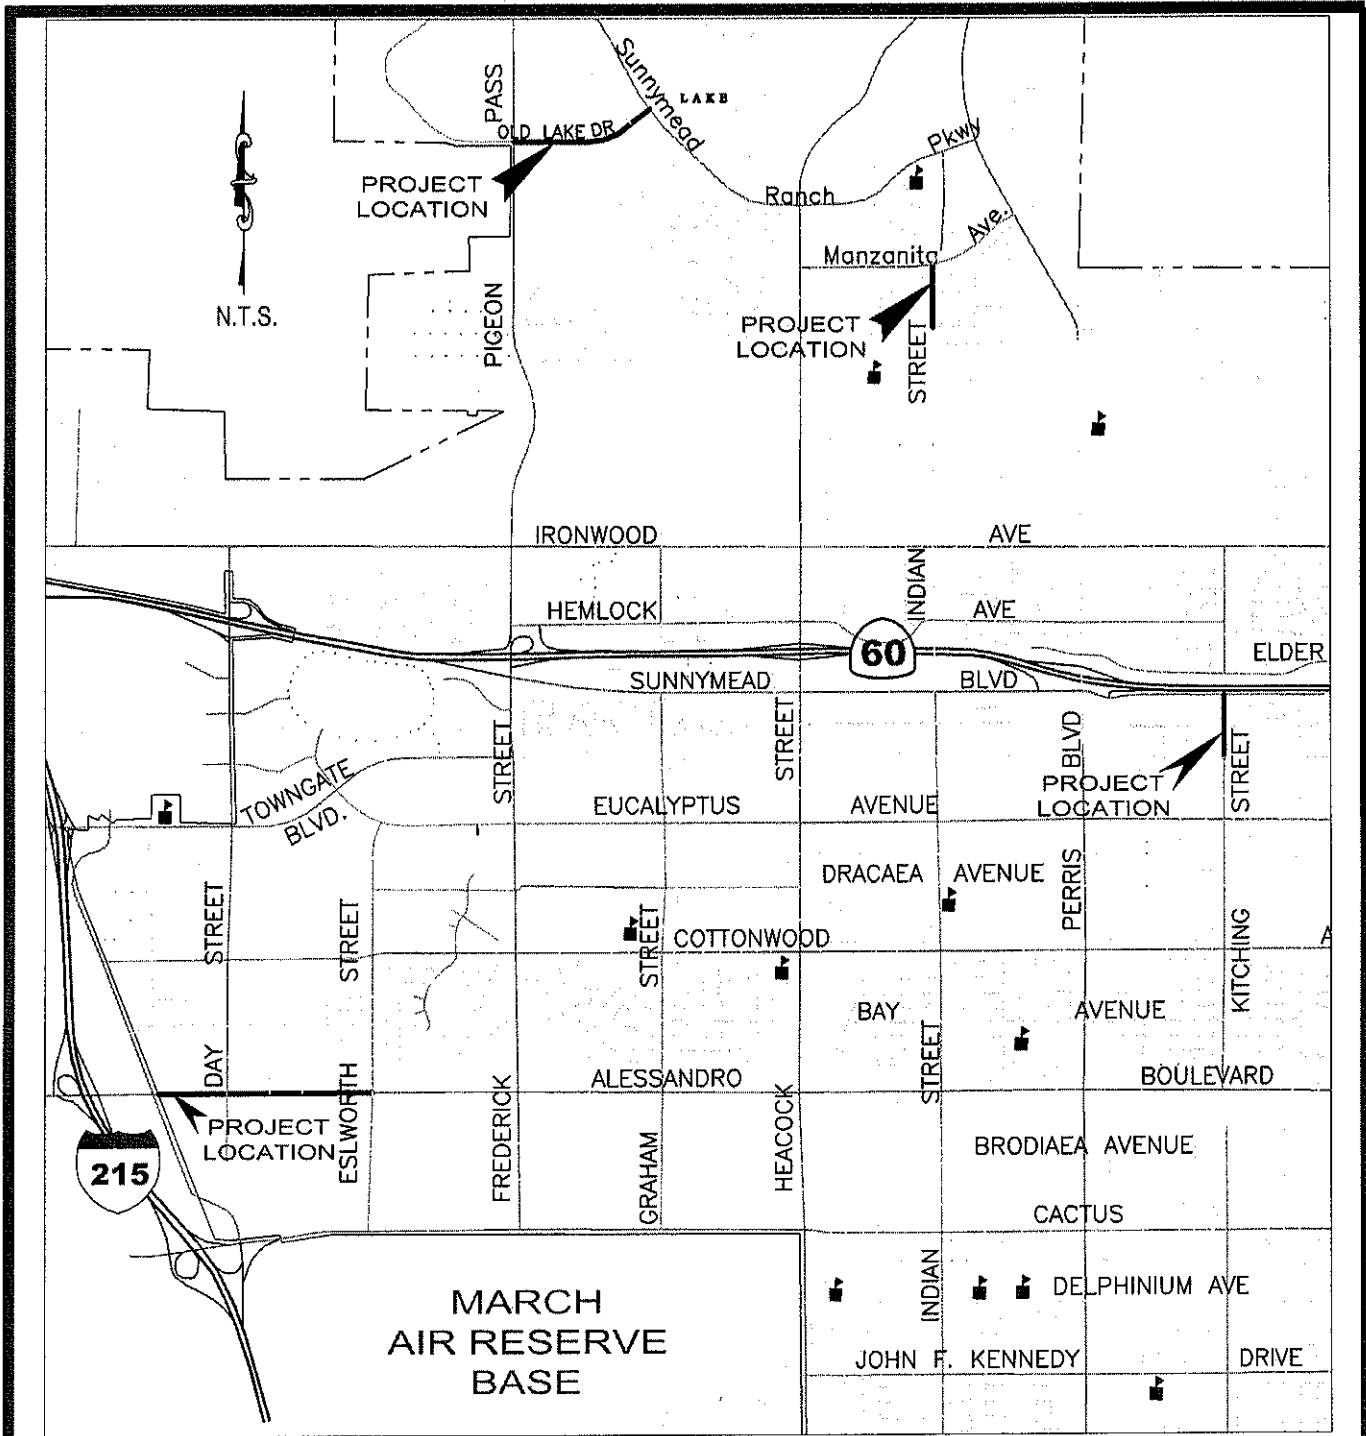 PASS
Sunnymead
LAKE
OLD LAKE DR
PROJECT
LOCATION
Pkwy
Ranch
Ave.
Manzanita
N.T.S.
PIGEON
PROJECT
LOCATION
STREET
IRONWOOD
AVE
INDIAN
HEMLOCK
AVE
60
ELDER
SUNNYMEAD
BLVD
STREET
STREET
BLVD
STREET
PROJECT
LOCATION
TOWNGATE
BLVD.
EUCALYPTUS
AVENUE
DRACAEA
AVENUE
PERRIS
STREET
STREET
STREET
COTTONWOOD
A
KITCHING
BAY
AVENUE
STREET
DAY
ESLWORTH
FREDERICK
ALESSANDRO
BOULEVARD
HEACOCK
PROJECT
LOCATION
GRAHAM
BRODIAEA AVENUE
215
CACTUS
INDIAN
DELPHINIUM AVE
MARCH
AIR RESERVE
BASE
JOHN F. KENNEDY
DRIVE